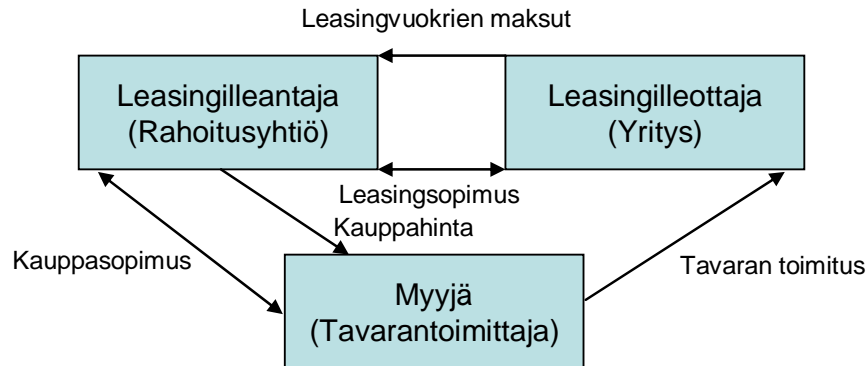 Leasingvuokrien maksut
Leasingilleantaja
(Rahoitusyhtiö)
Leasingilleottaja
(Yritys)
Leasingsopimus
Kauppahinta
Kauppasopimus
Tavaran toimitus
Myyjä
(Tavarantoimittaja)